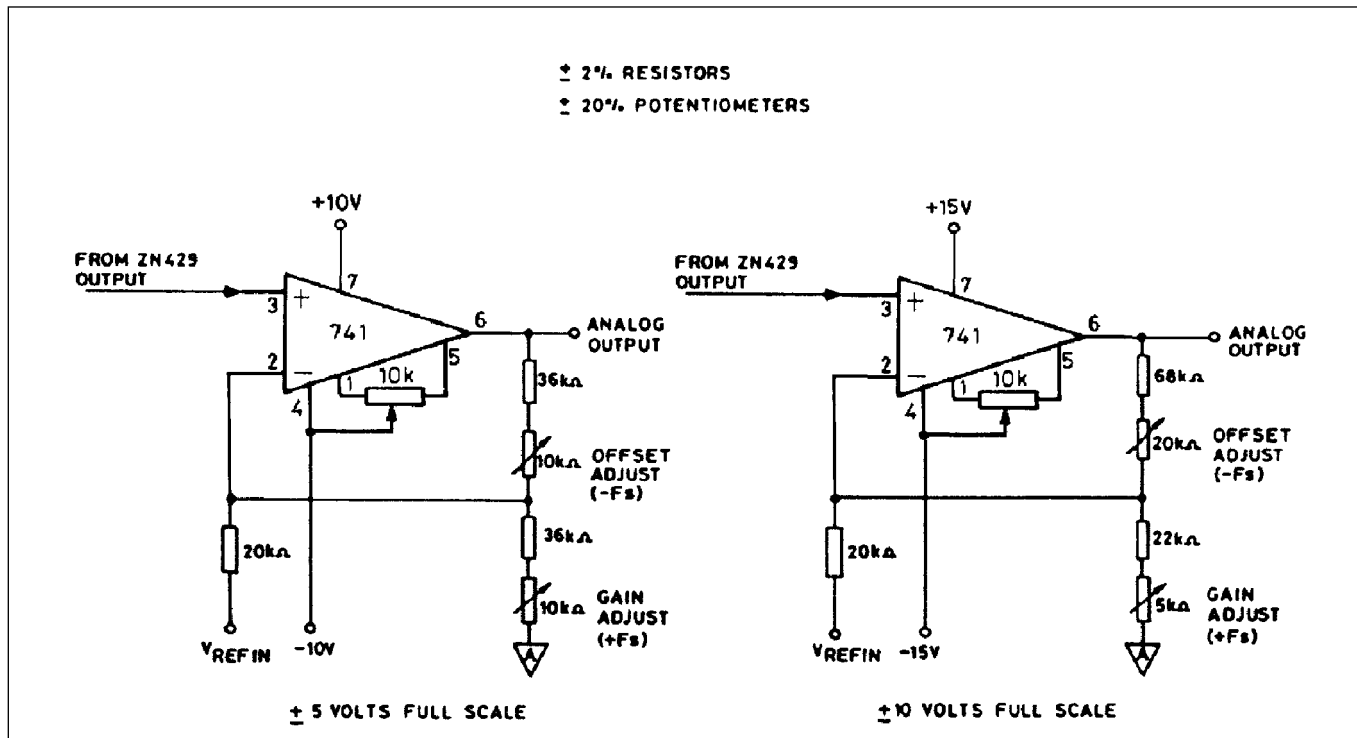 ± 2% RESISTORS
± 20% POTENTIOMETERS
+10V
FROM ZN429
OUTPUT
7
+
3
741
6
ANALOG
OUTPUT
5
2
−
1
10k
4
36kΩ
10kΩ
OFFSET
ADJUST
(−Fs)
20kΩ
36kΩ
10kΩ
GAIN
ADJUST
(+Fs)
VREFIN
−10V
A
± 5 VOLTS FULL SCALE
+15V
FROM ZN429
OUTPUT
7
+
3
741
6
ANALOG
OUTPUT
5
2
−
1
10k
4
68kΩ
20kΩ
OFFSET
ADJUST
(−Fs)
20kΩ
22kΩ
5kΩ
GAIN
ADJUST
(+Fs)
VREFIN
−15V
A
±10 VOLTS FULL SCALE